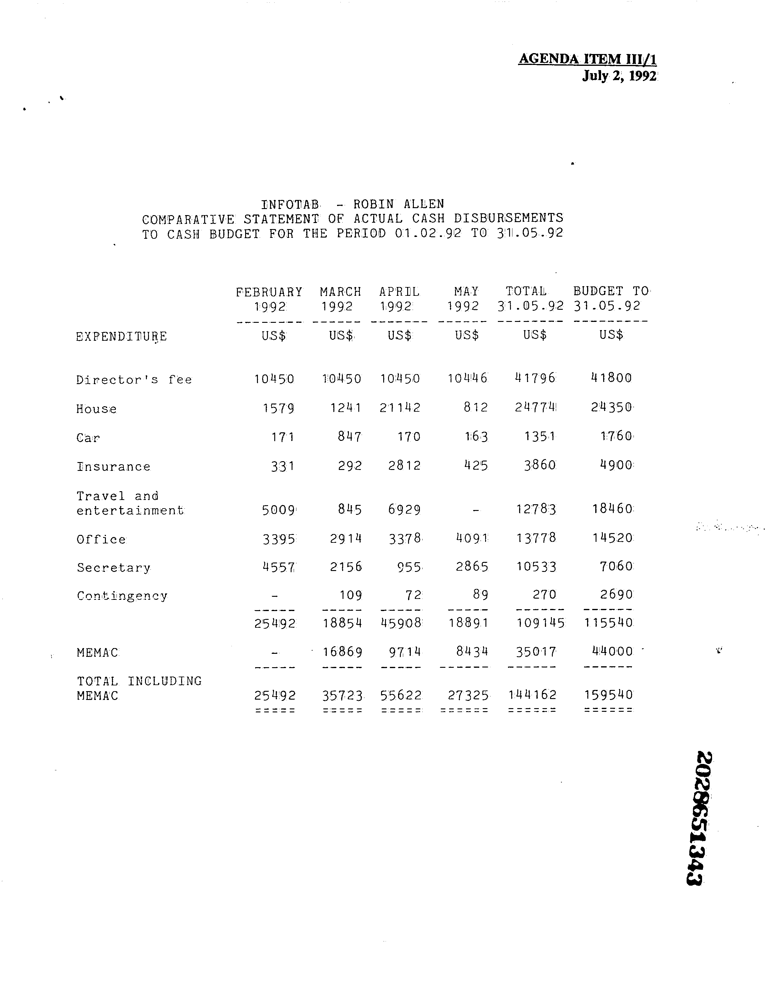 AGENDA ITEM III/1
July 2, 1992
INFOTAB - ROBIN ALLEN
COMPARATIVE STATEMENT OF ACTUAL CASH DISBURSEMENTS
TO CASH BUDGET FOR THE PERIOD 01.02.92 TO 31.05.92
FEBRUARY MARCH APRIL MAY TOTAL BUDGET TO
1992 1992 1992 1992 31.05.92 31.05.92
-------- ------ ------- ------ -------- ---------
EXPENDITURE US$ US$ US$ US$ US$ US$
Director's fee 10450 10450 10450 10446 41796 41800
House 1579 1241 21142 812 24774 24350
Car 171 847 170 163 1351 1760
Insurance 331 292 2812 425 3860 4900
Travel and
entertainment 5009 845 6929 - 12783 18460
Office 3395 2914 3378 4091 13778 14520
Secretary 4557 2156 955 2865 10533 7060
Contingency - 109 72 89 270 2690
----- ----- ----- ----- ------ ------
25492 18854 45908 18891 109145 115540
MEMAC - 16869 9714 8434 35017 44000
----- ----- ----- ------ ------ ------
TOTAL INCLUDING
MEMAC 25492 35723 55622 27325 144162 159540
===== ===== ===== ====== ====== ======
2028651343